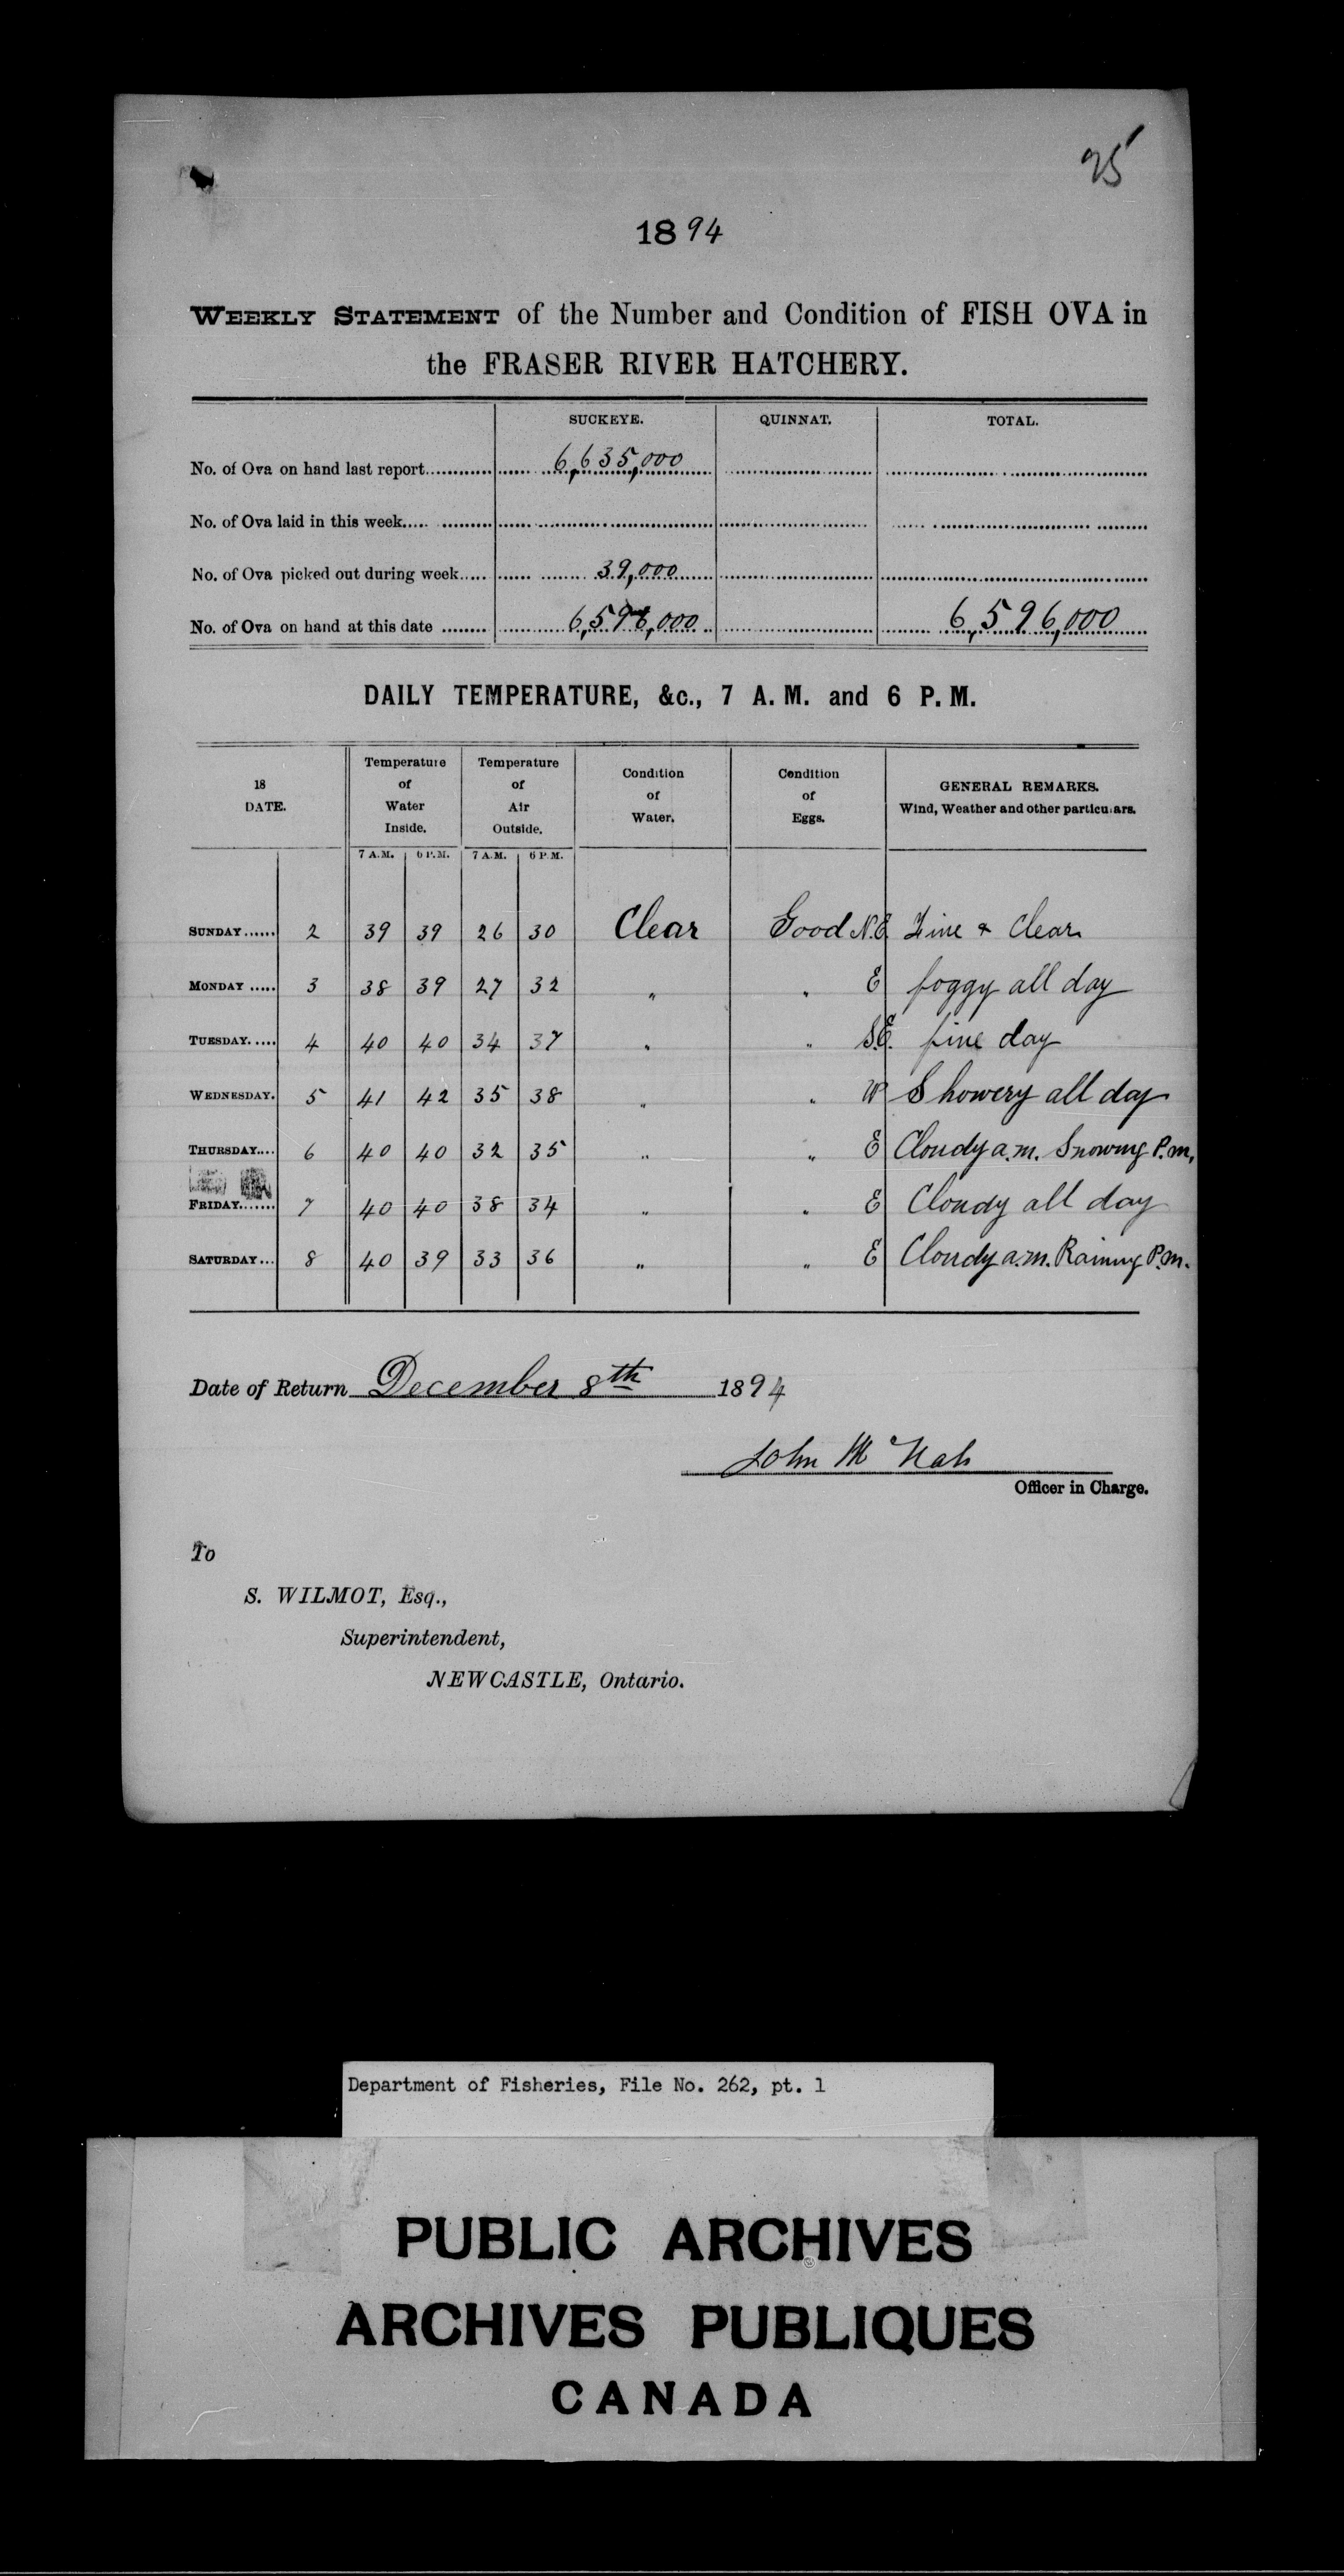 25
1894
WEEKLY STATEMENT of the Number and Condition of FISH OVA in
the FRASER RIVER HATCHERY.
SUCKEYE. QUINNAT. TOTAL.
No. of Ova on hand last report............ 6,635,000
No. of Ova laid in this week..............
No. of Ova picked out during week..... 39,000
No. of Ova on hand at this date ........ 6,596,000 6,596,000
DAILY TEMPERATURE, &c., 7 A.M. and 6 P.M.
18 DATE. Temperature of Water Inside. Temperature of Air Outside. Condition of Water. Condition of Eggs. GENERAL REMARKS. Wind, Weather and other particulars.
7 A.M. 6 P.M. 7 A.M. 6 P.M.
SUNDAY...... 2 39 39 26 30 Clear Good N.E. Fine & Clear
MONDAY ..... 3 38 39 27 32 " " E foggy all day
TUESDAY..... 4 40 40 34 37 " " S.E. fine day
WEDNESDAY. 5 41 42 35 38 " " W Showery all day
THURSDAY.... 6 40 40 32 35 " " E Cloudy a.m. Snowing P.m.
FRIDAY....... 7 40 40 38 34 " " E Cloudy all day
SATURDAY... 8 40 39 33 36 " " E Cloudy a.m. Raining P.m.
Date of Return December 8th 1894
John McNab
Officer in Charge.
To
S. WILMOT, Esq.,
Superintendent,
NEWCASTLE, Ontario.
Department of Fisheries, File No. 262, pt. 1
PUBLIC ARCHIVES
ARCHIVES PUBLIQUES
CANADA